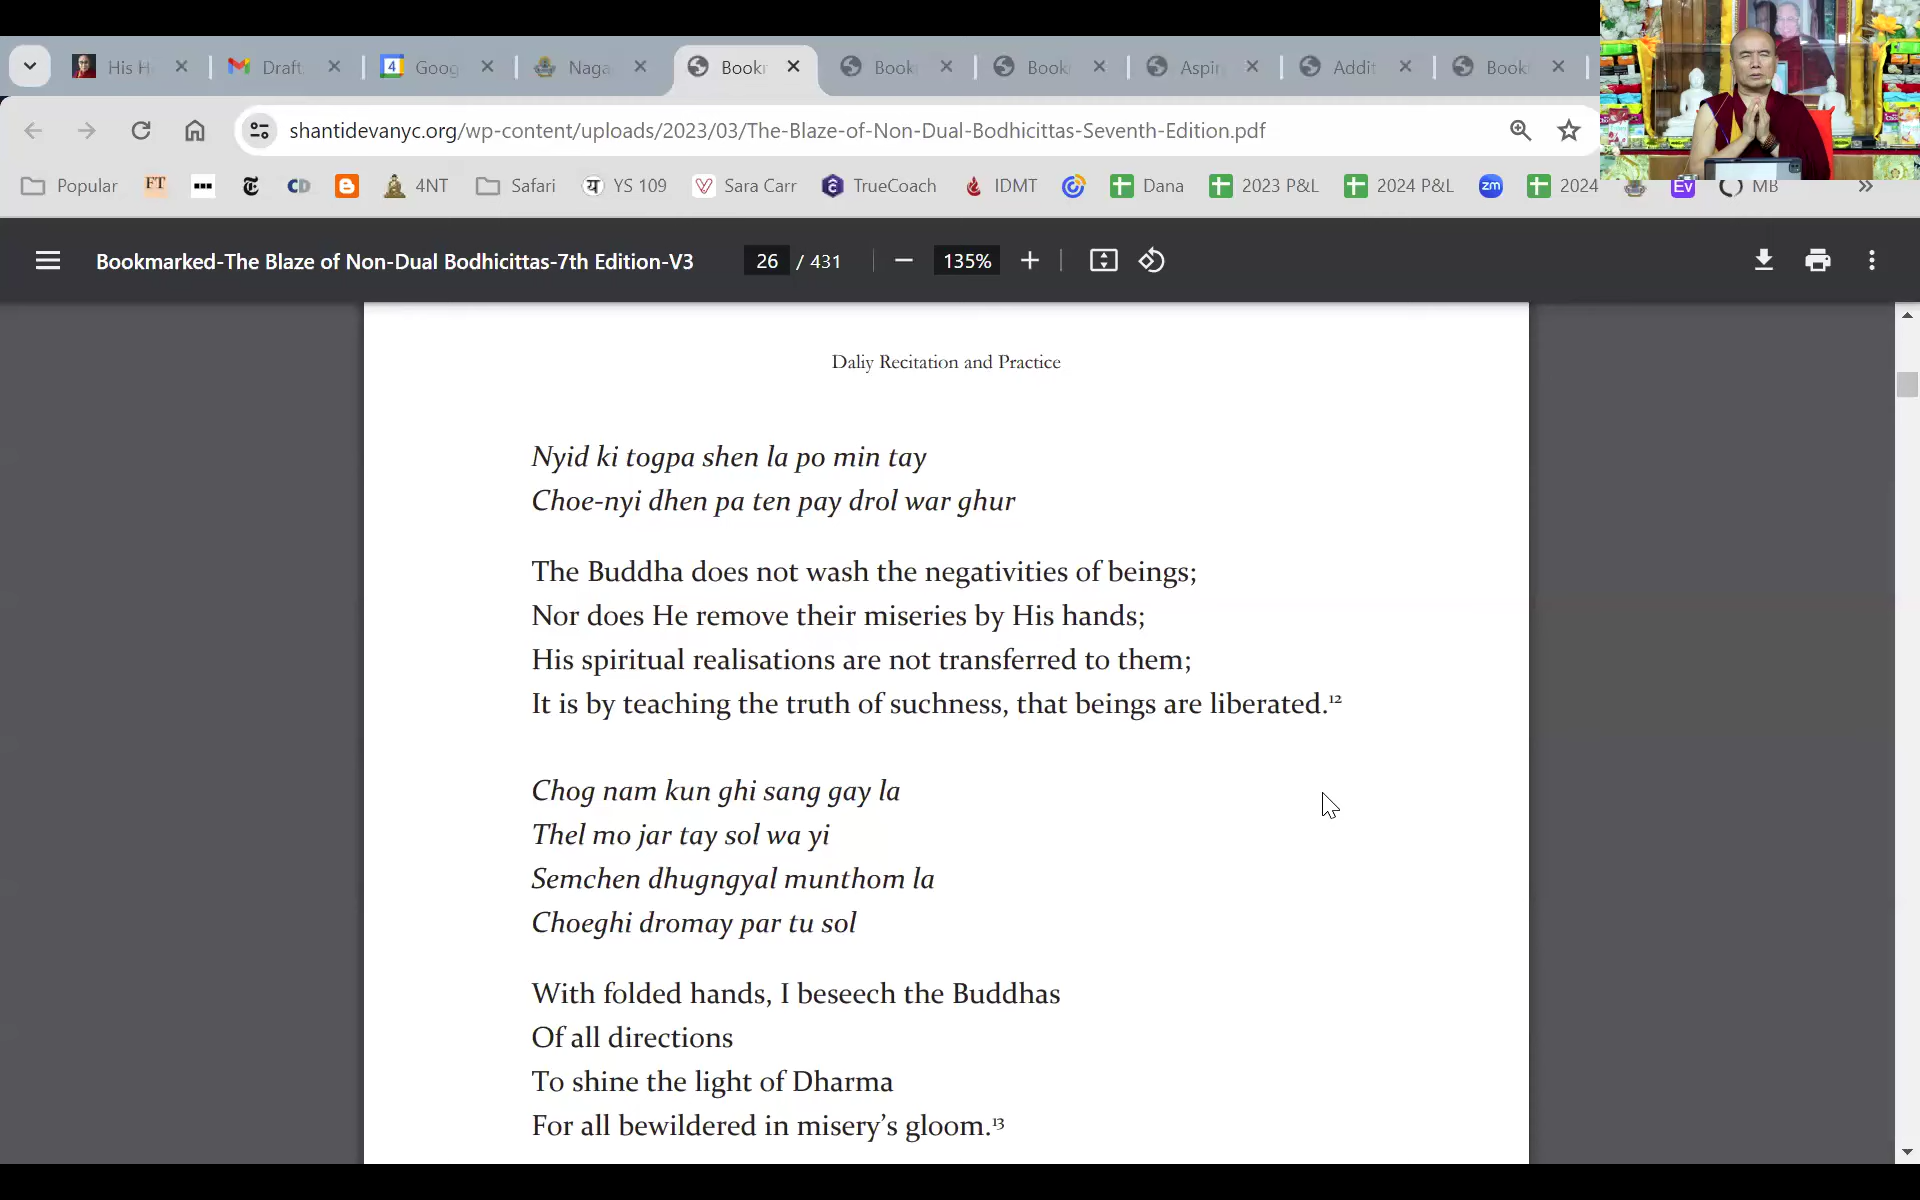 His H
Draft
4 Goog
Naga
Book
Book
Book
Aspir
Addit
Book
shantidevanyc.org/wp-content/uploads/2023/03/The-Blaze-of-Non-Dual-Bodhicittas-Seventh-Edition.pdf
Popular FT CD 4NT Safari य YS 109 Sara Carr TrueCoach IDMT Dana 2023 P&L 2024 P&L zm 2024 Ev MB
Bookmarked-The Blaze of Non-Dual Bodhicittas-7th Edition-V3 26 / 431 135%
Daliy Recitation and Practice
Nyid ki togpa shen la po min tay
Choe-nyi dhen pa ten pay drol war ghur
The Buddha does not wash the negativities of beings;
Nor does He remove their miseries by His hands;
His spiritual realisations are not transferred to them;
It is by teaching the truth of suchness, that beings are liberated.12
Chog nam kun ghi sang gay la
Thel mo jar tay sol wa yi
Semchen dhugngyal munthom la
Choeghi dromay par tu sol
With folded hands, I beseech the Buddhas
Of all directions
To shine the light of Dharma
For all bewildered in misery's gloom.13